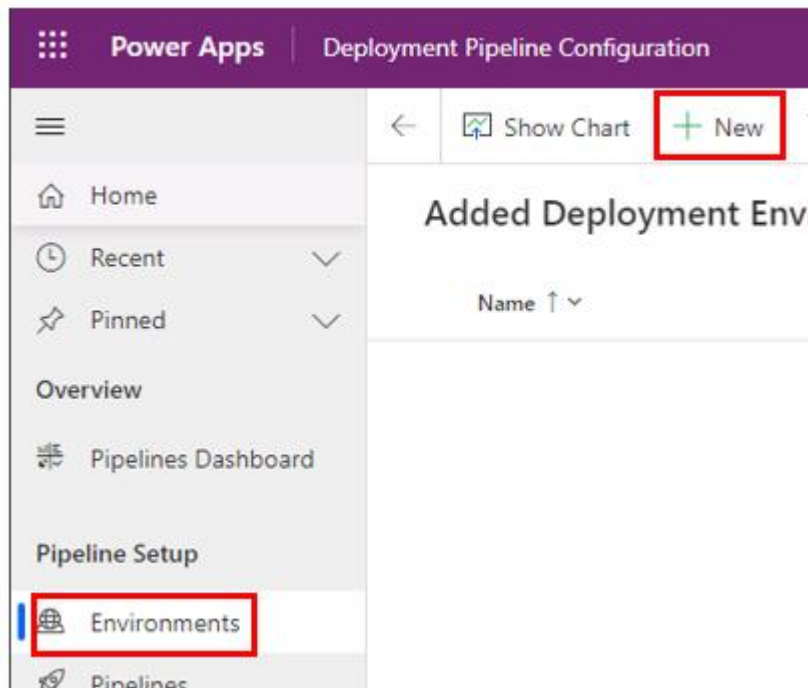 Power Apps Deployment Pipeline Configuration
Show Chart New
Home
Added Deployment Env
Recent
Name
Pinned
Overview
Pipelines Dashboard
Pipeline Setup
Environments
Pipelines